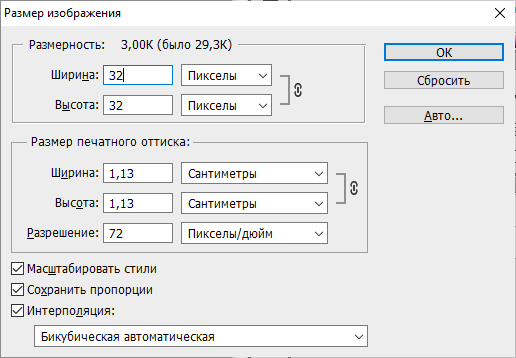 Размер изображения
Размерность: 3,00K (было 29,3K)
Ширина: 32 Пикселы
Высота: 32 Пикселы
OK
Сбросить
Авто...
Размер печатного оттиска:
Ширина: 1,13 Сантиметры
Высота: 1,13 Сантиметры
Разрешение: 72 Пикселы/дюйм
Масштабировать стили
Сохранить пропорции
Интерполяция:
Бикубическая автоматическая